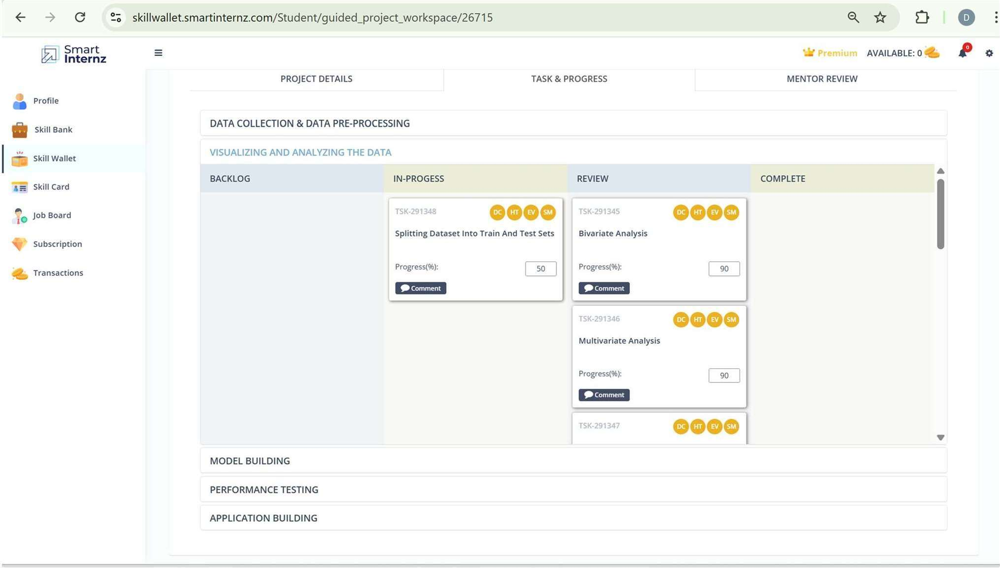 skillwallet.smartinternz.com/Student/guided_project_workspace/26715
D
Smart
Internz
Premium
AVAILABLE: 0
0
Profile
Skill Bank
Skill Wallet
Skill Card
Job Board
Subscription
Transactions
PROJECT DETAILS
TASK & PROGRESS
MENTOR REVIEW
DATA COLLECTION & DATA PRE-PROCESSING
VISUALIZING AND ANALYZING THE DATA
BACKLOG
IN-PROGESS
REVIEW
COMPLETE
TSK-291348
DC HT EV SM
Splitting Dataset Into Train And Test Sets
Progress(%):
50
Comment
TSK-291345
DC HT EV SM
Bivariate Analysis
Progress(%):
90
Comment
TSK-291346
DC HT EV SM
Multivariate Analysis
Progress(%):
90
Comment
TSK-291347
DC HT EV SM
MODEL BUILDING
PERFORMANCE TESTING
APPLICATION BUILDING